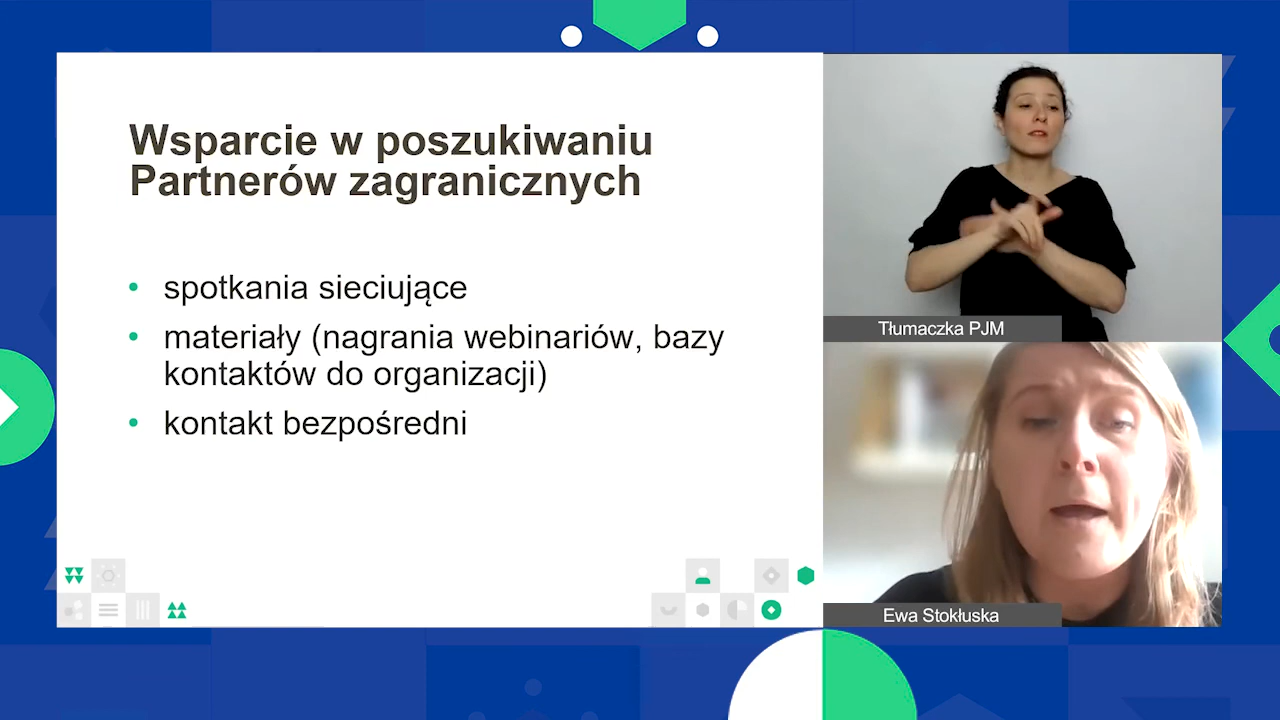 Wsparcie w poszukiwaniu
Partnerów zagranicznych
• spotkania sieciujące
• materiały (nagrania webinariów, bazy
kontaktów do organizacji)
• kontakt bezpośredni
Tłumaczka PJM
Ewa Stokłuska